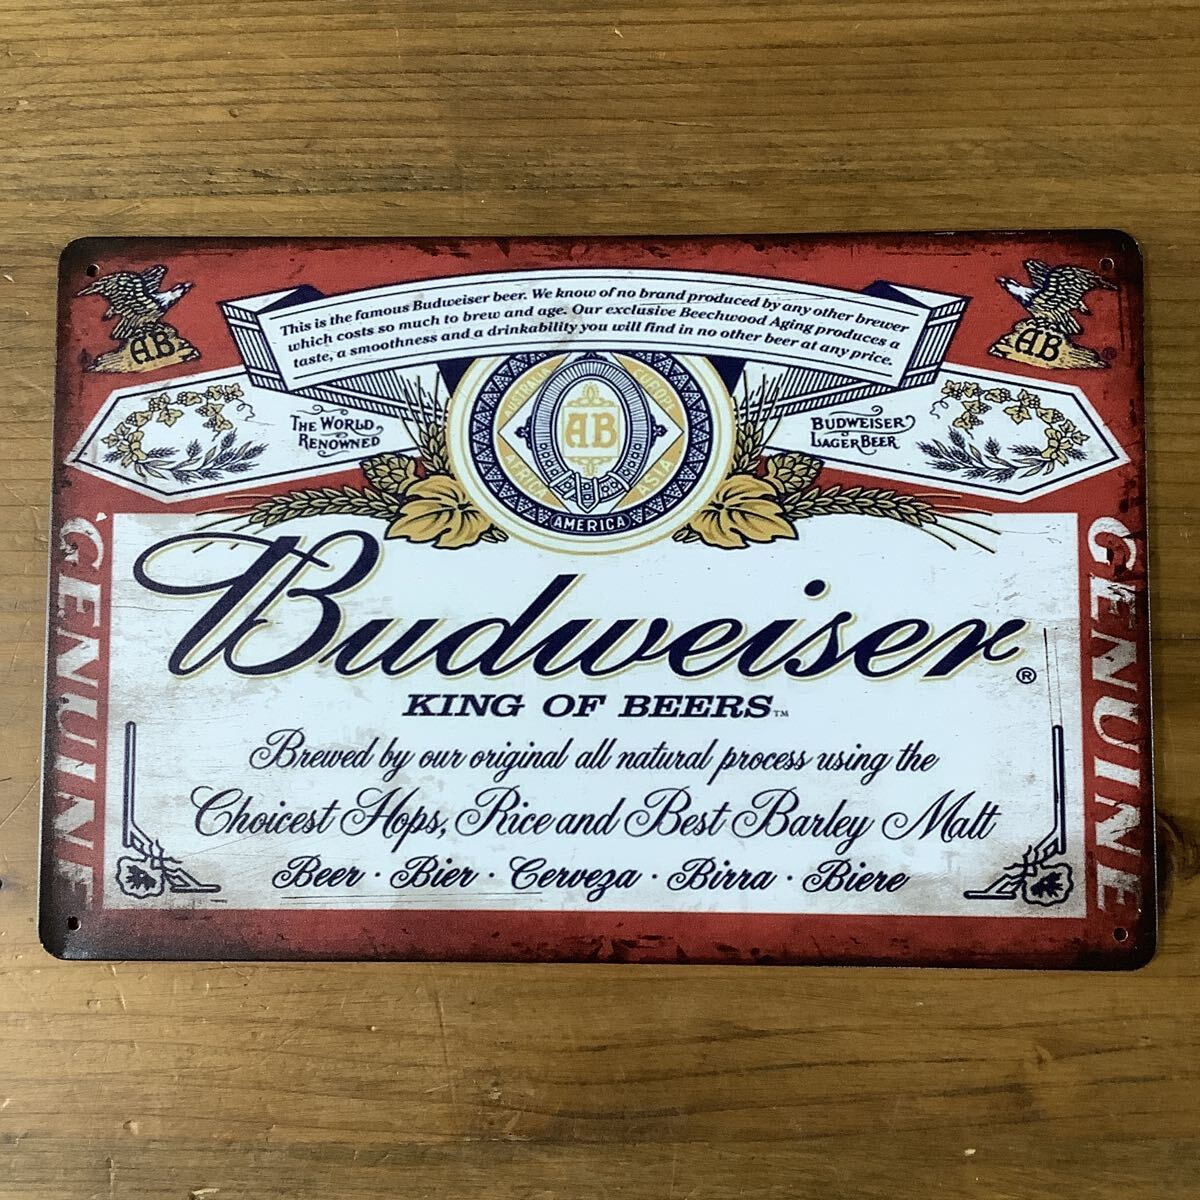 This is the famous Budweiser beer. We know of no brand produced by any other brewer
which costs so much to brew and age. Our exclusive Beechwood Aging produces a
taste, a smoothness and a drinkability you will find in no other beer at any price.
AB
AB
THE WORLD
RENOWNED
AUSTRALIA
EUROPE
AB
AFRICA
ASIA
AMERICA
BUDWEISER
LAGER BEER
GENUINE
Budweiser®
KING OF BEERS™
Brewed by our original all natural process using the
Choicest Hops, Rice and Best Barley Malt
Beer · Bier · Cerveza · Birra · Biere
GENUINE